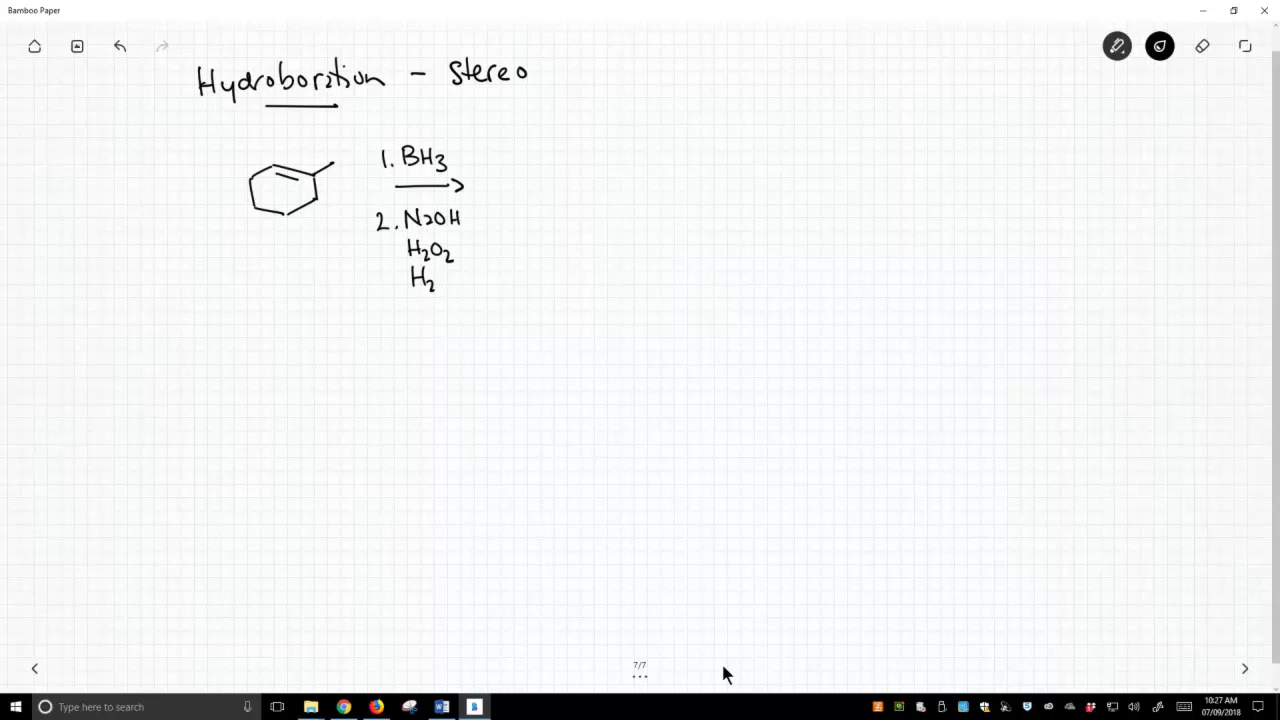 Bamboo Paper
Hydroboration - Stereo
1. BH3
2. NaOH
H2O2
H2
7/7
Type here to search
10:27 AM
07/09/2018